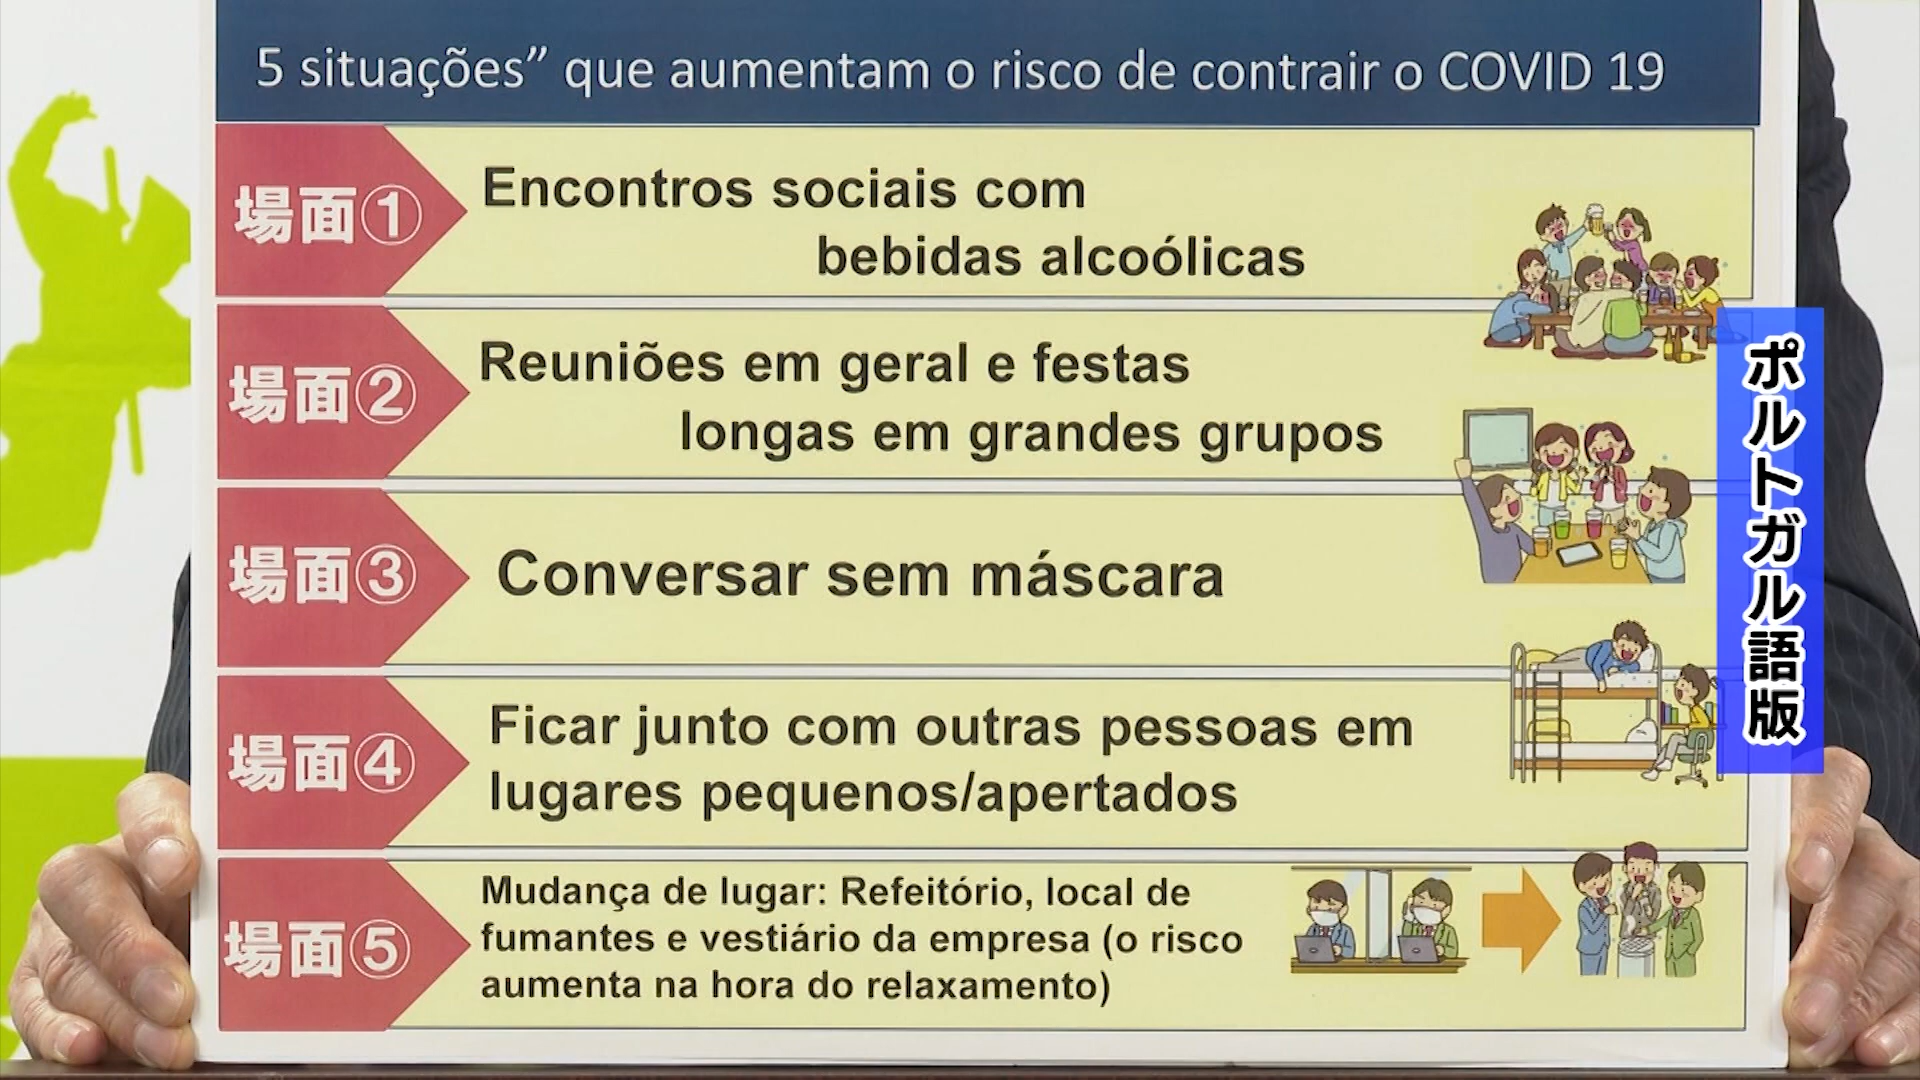 5 situações” que aumentam o risco de contrair o COVID 19
場面①
Encontros sociais com
bebidas alcoólicas
場面②
Reuniões em geral e festas
longas em grandes grupos
場面③
Conversar sem máscara
場面④
Ficar junto com outras pessoas em
lugares pequenos/apertados
場面⑤
Mudança de lugar: Refeitório, local de
fumantes e vestiário da empresa (o risco
aumenta na hora do relaxamento)
ポルトガル語版